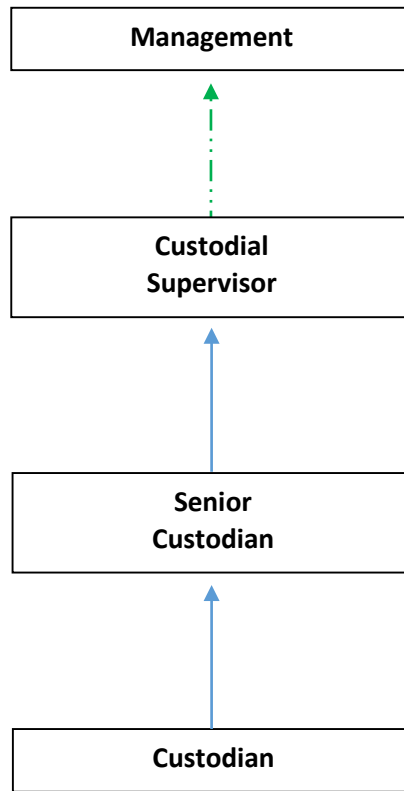 Management
Custodial
Supervisor
Senior
Custodian
Custodian